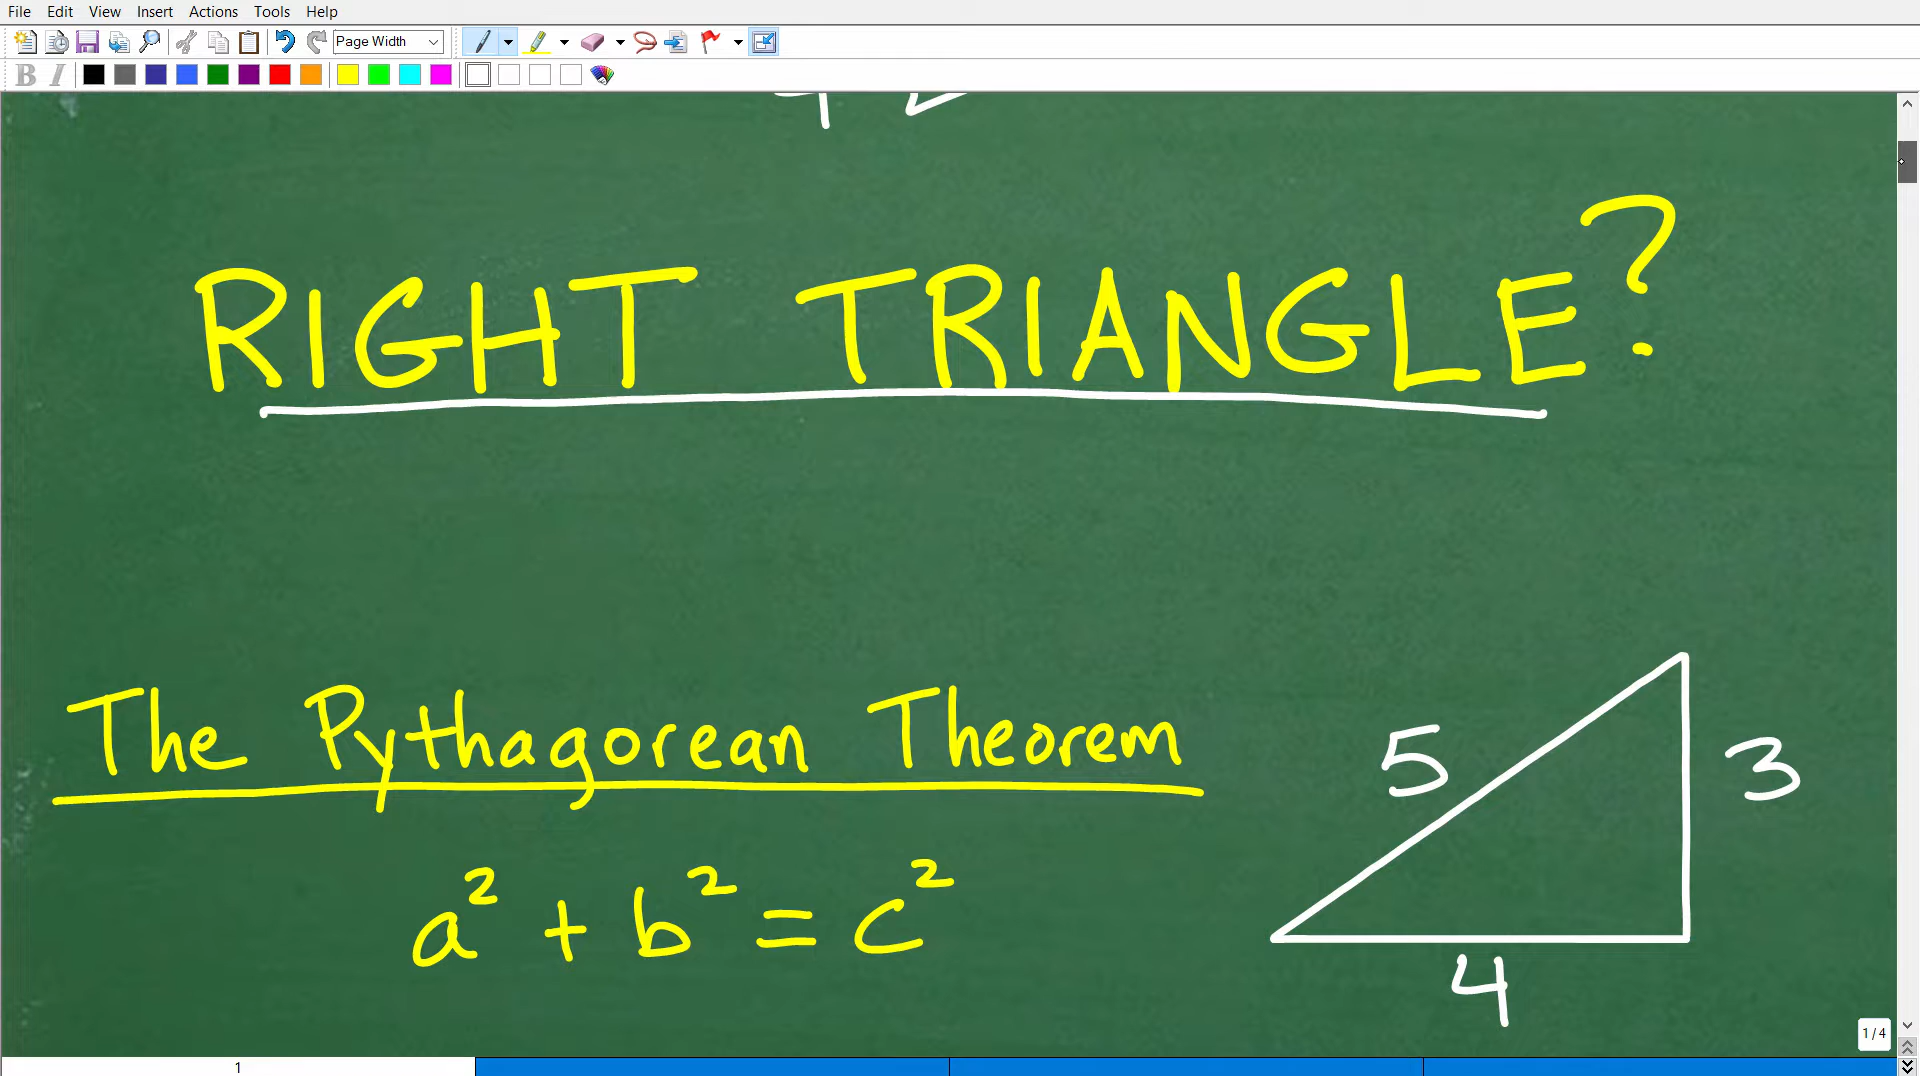 File Edit View Insert Actions Tools Help
Page Width
B I
RIGHT TRIANGLE?
The Pythagorean Theorem
5
3
a² + b² = c²
4
1 / 4
1